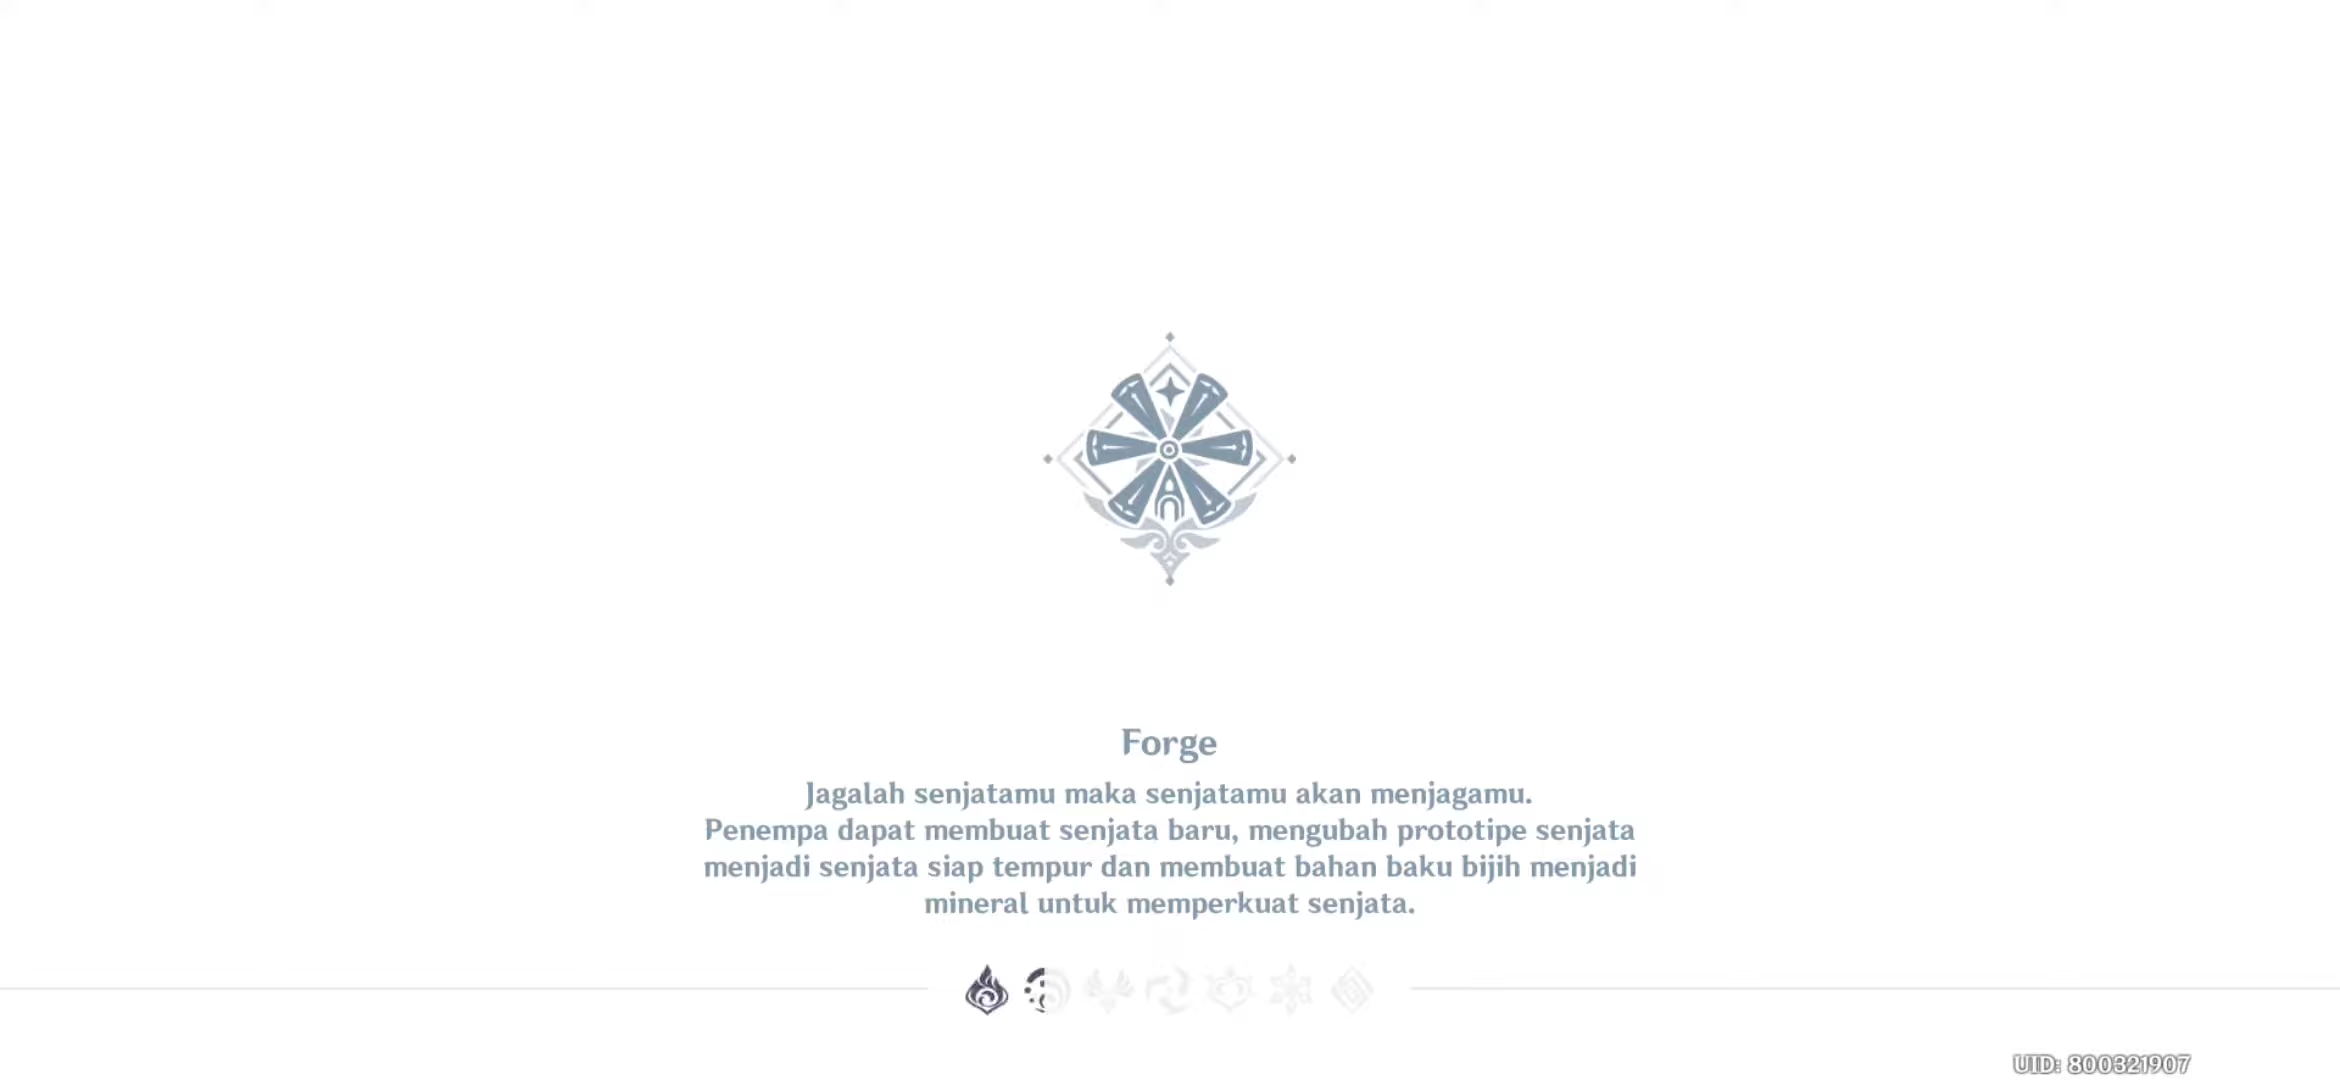 Forge
Jagalah senjatamu maka senjatamu akan menjagamu.
Penempa dapat membuat senjata baru, mengubah prototipe senjata
menjadi senjata siap tempur dan membuat bahan baku bijih menjadi
mineral untuk memperkuat senjata.
UID: 800321907